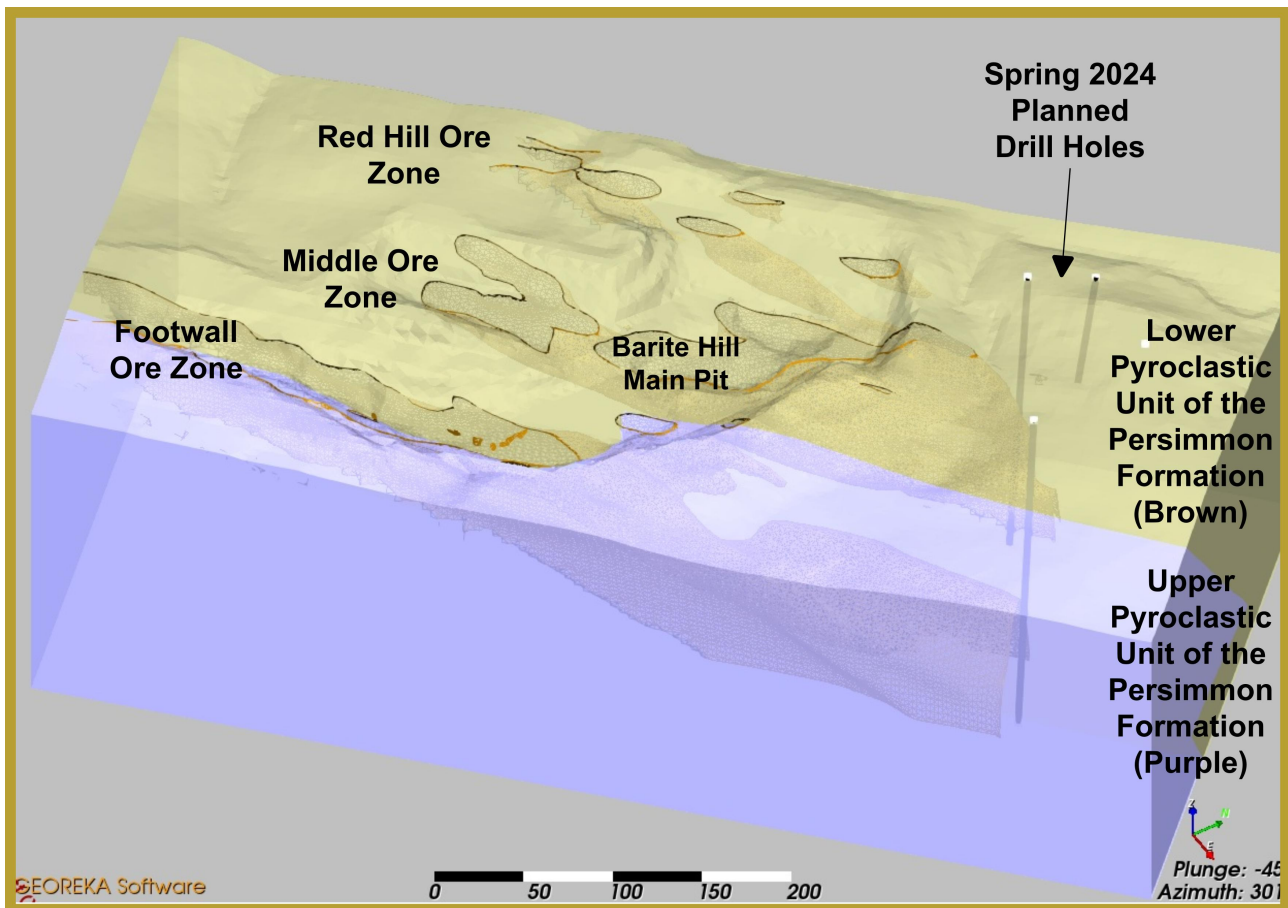 Spring 2024
Planned
Drill Holes
Red Hill Ore
Zone
Middle Ore
Zone
Footwall
Ore Zone
Barite Hill
Main Pit
Lower
Pyroclastic
Unit of the
Persimmon
Formation
(Brown)
Upper
Pyroclastic
Unit of the
Persimmon
Formation
(Purple)
Z
N
E
Plunge: -45
Azimuth: 301
GEOREKA Software
0 50 100 150 200